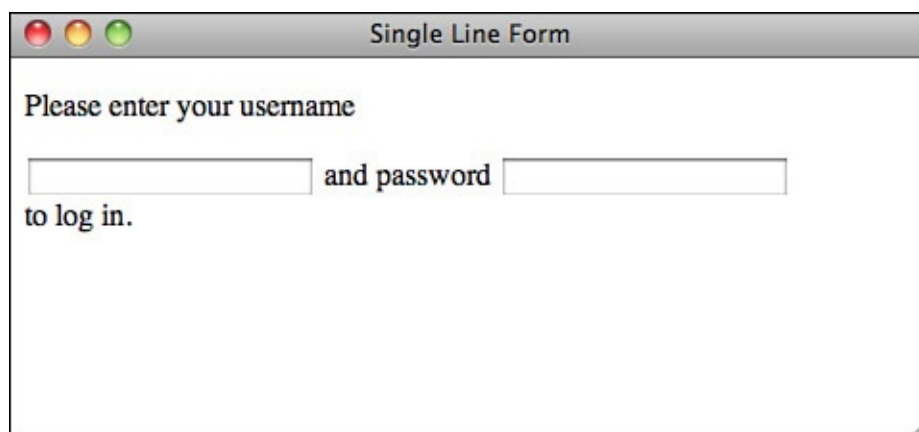 Single Line Form
Please enter your username
and password
to log in.